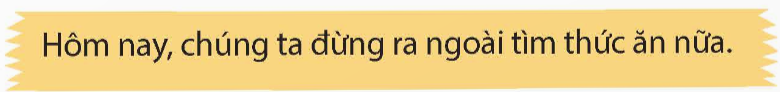 Hôm nay, chúng ta đừng ra ngoài tìm thức ăn nữa.